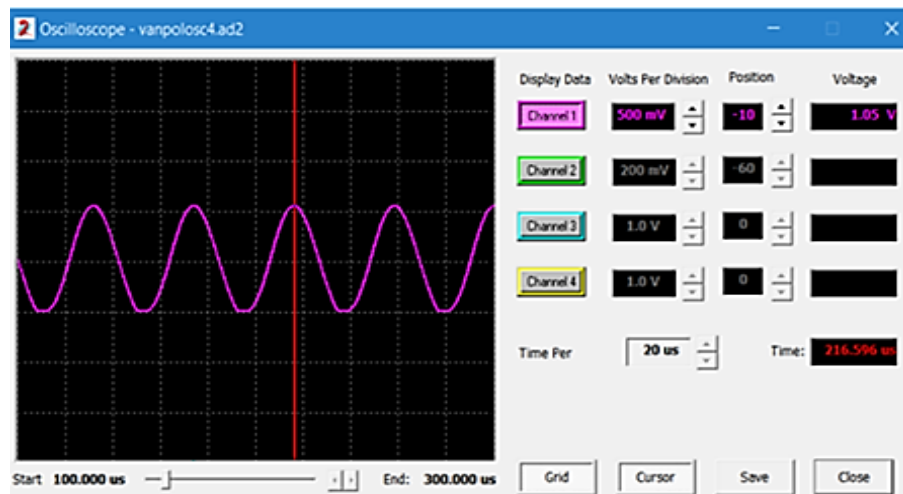 Oscilloscope - vanpolosc4.ad2
Display Data Volts Per Division Position Voltage
Channel 1 500 mV -10 1.05 V
Channel 2 200 mV -60
Channel 3 1.0 V 0
Channel 4 1.0 V 0
Time Per 20 us Time: 216.596 us
Start 100.000 us End: 300.000 us Grid Cursor Save Close